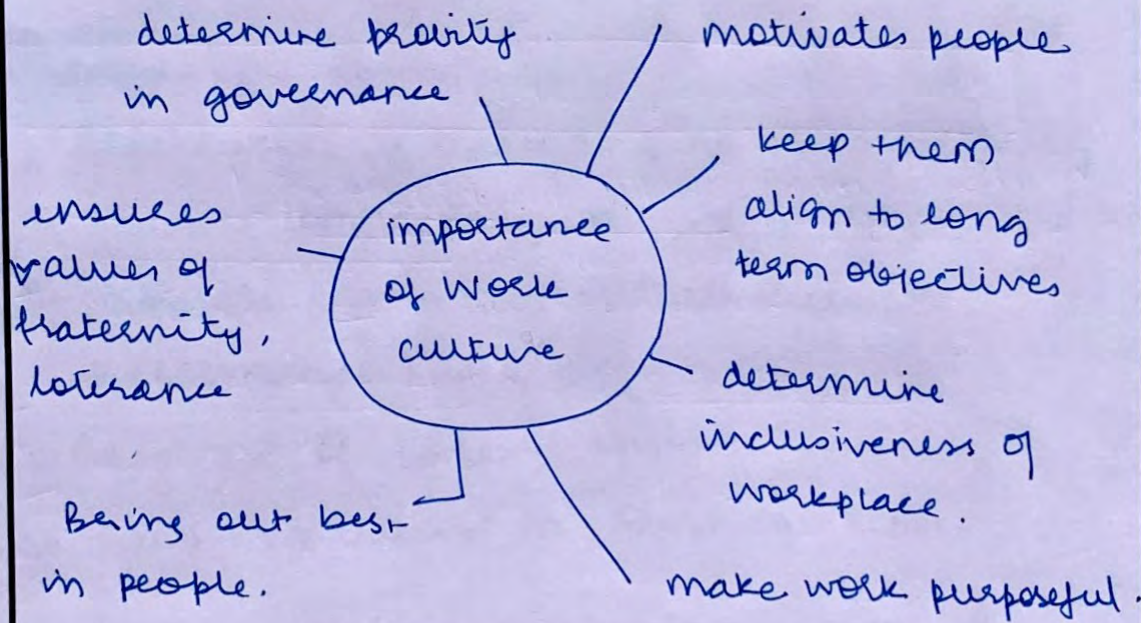 importance
of work
culture
determine probity
in governance
motivates people
keep them
align to long
term objectives
determine
inclusiveness of
workplace.
make work purposeful.
Bring out best
in people.
ensures
values of
fraternity,
tolerance